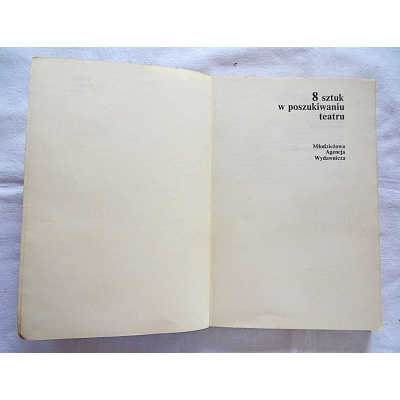 8 sztuk
w poszukiwaniu
teatru
Młodzieżowa
Agencja
Wydawnicza